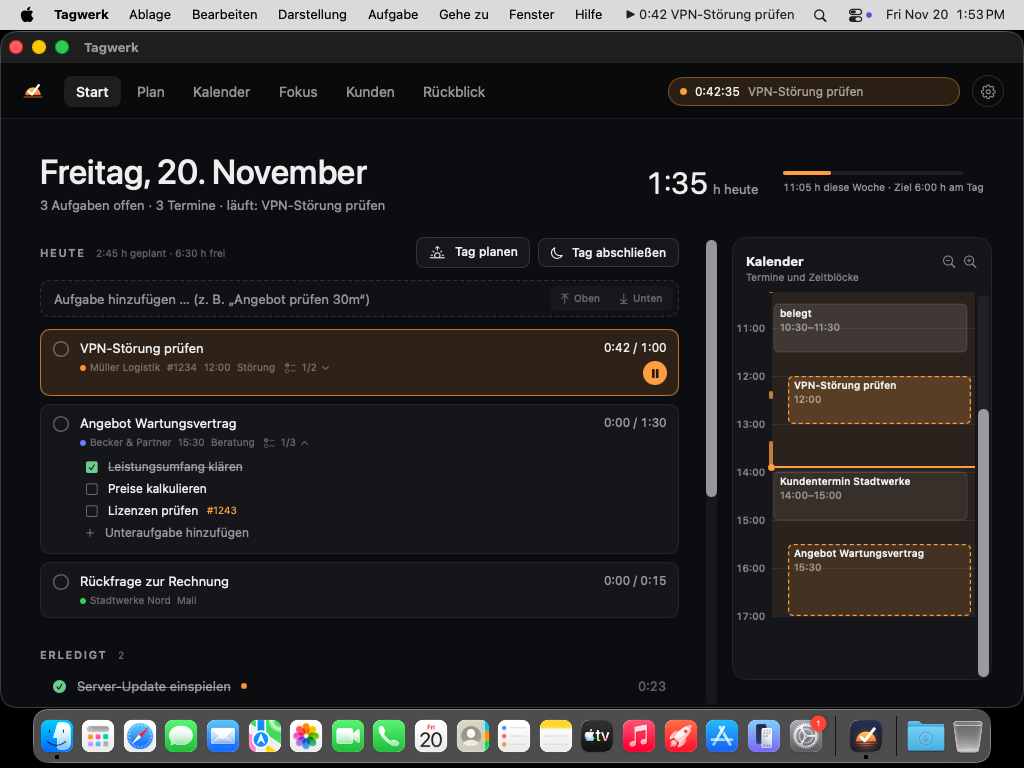 Tagwerk Ablage Bearbeiten Darstellung Aufgabe Gehe zu Fenster Hilfe 0:42 VPN-Störung prüfen Fri Nov 20 1:53 PM
Tagwerk
Start Plan Kalender Fokus Kunden Rückblick 0:42:35 VPN-Störung prüfen
Freitag, 20. November
3 Aufgaben offen · 3 Termine · läuft: VPN-Störung prüfen
1:35 h heute
11:05 h diese Woche · Ziel 6:00 h am Tag
HEUTE 2:45 h geplant · 6:30 h frei
Tag planen
Tag abschließen
Aufgabe hinzufügen … (z. B. „Angebot prüfen 30m“) Oben Unten
VPN-Störung prüfen 0:42 / 1:00
Müller Logistik #1234 12:00 Störung 1/2
Angebot Wartungsvertrag 0:00 / 1:30
Becker & Partner 15:30 Beratung 1/3
Leistungsumfang klären
Preise kalkulieren
Lizenzen prüfen #1243
+ Unteraufgabe hinzufügen
Rückfrage zur Rechnung 0:00 / 0:15
Stadtwerke Nord Mail
ERLEDIGT 2
Server-Update einspielen 0:23
Kalender
Termine und Zeitblöcke
belegt
11:00 10:30–11:30
12:00
VPN-Störung prüfen
12:00
13:00
14:00
Kundentermin Stadtwerke
14:00–15:00
15:00
Angebot Wartungsvertrag
16:00 15:30
17:00
Fri
20
tv
1